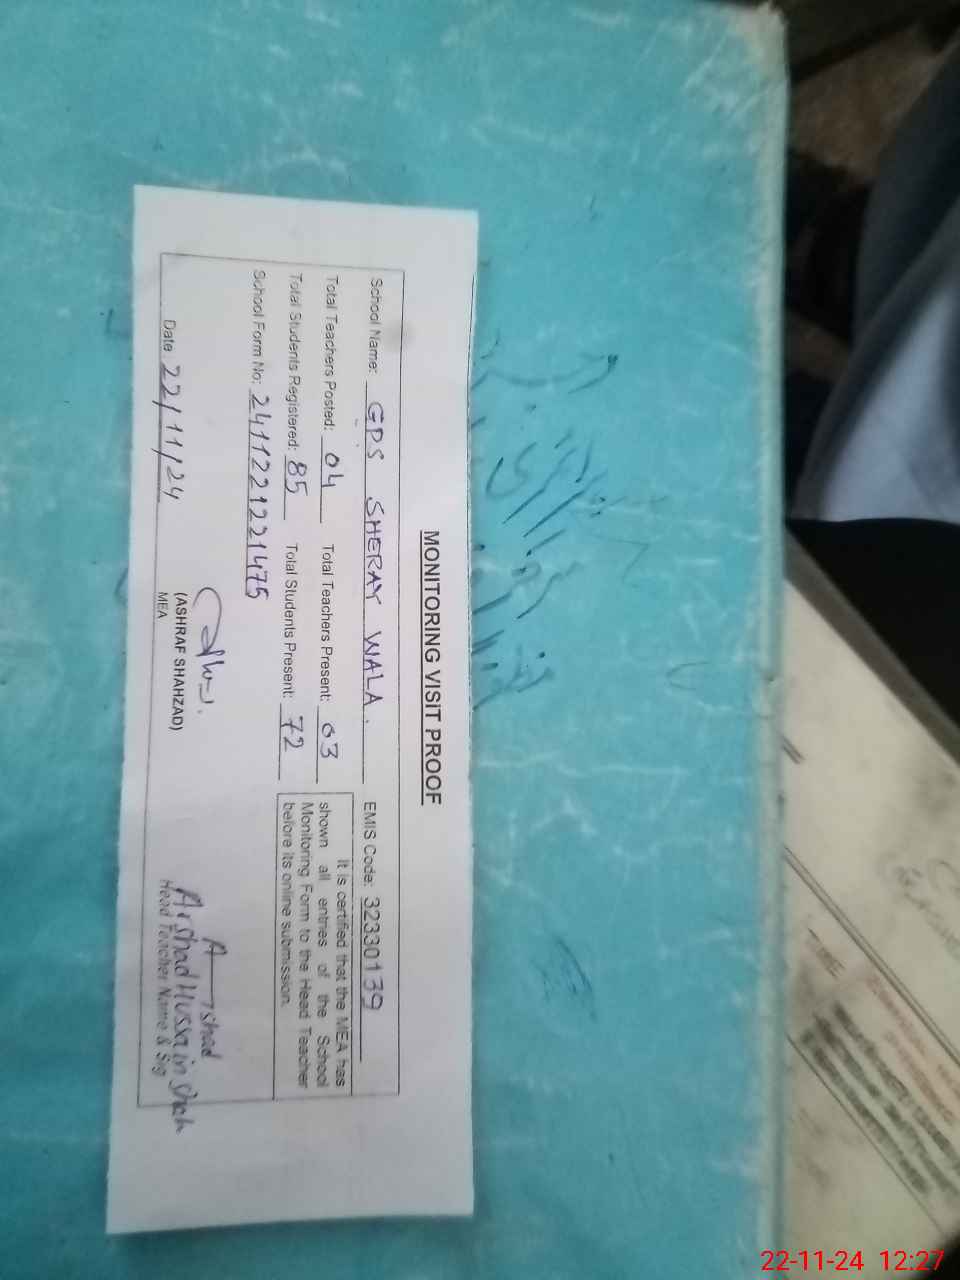 MONITORING VISIT PROOF
School Name: GPS SHERAY WALA. EMIS Code: 32330139
Total Teachers Posted: 04 Total Teachers Present: 03
Total Students Registered: 85 Total Students Present: 72
School Form No: 241122121221475
It is certified that the MEA has
shown all entries of the School
Monitoring Form to the Head Teacher
before its online submission.
Date: 22/11/24
(ASHRAF SHAHZAD)
MEA
Arshad
Arshad Hussain Shah
Head Teacher Name & Sig
22-11-24 12:27